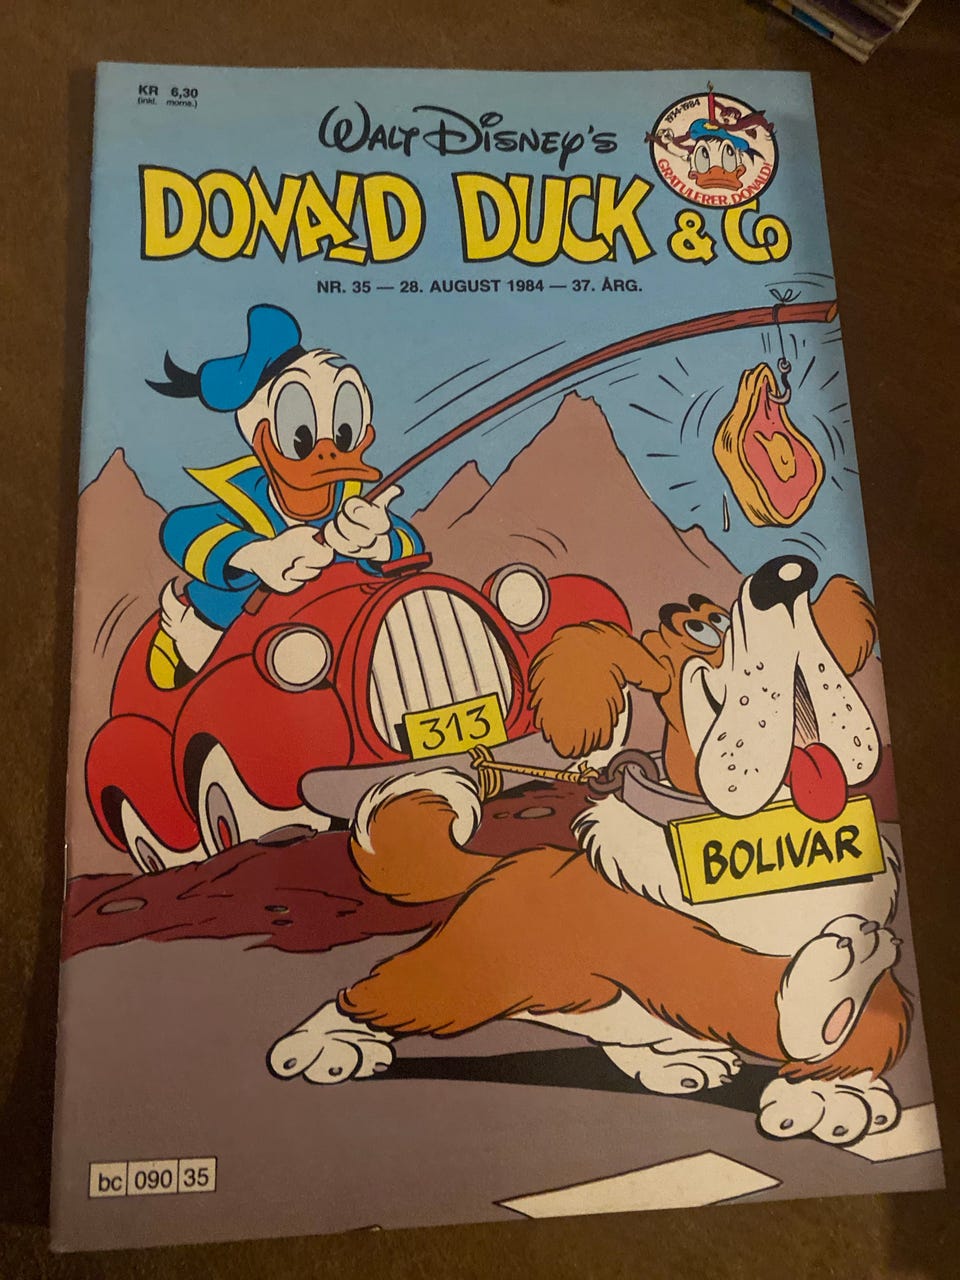 KR 6,30
(inkl. moms.)
WALT DISNEY'S
DONALD DUCK & Co
1934-1984
GRATULERER, DONALD!
NR. 35 — 28. AUGUST 1984 — 37. ÅRG.
313
BOLIVAR
bc 090 35